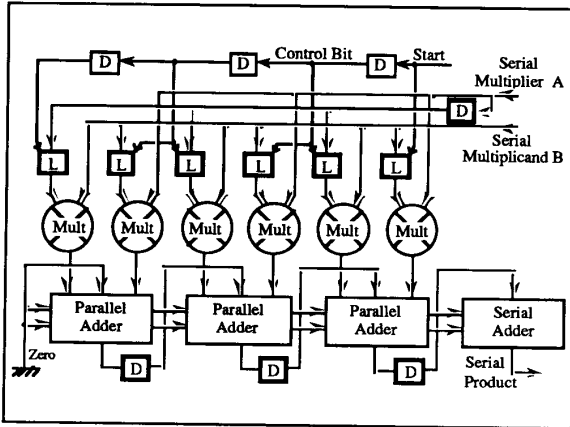 D
D
Control Bit
D
Start
Serial
Multiplier A
D
Serial
Multiplicand B
L
L
L
L
L
L
Mult
Mult
Mult
Mult
Mult
Mult
Parallel
Adder
Parallel
Adder
Parallel
Adder
Serial
Adder
Zero
D
D
D
Serial
Product